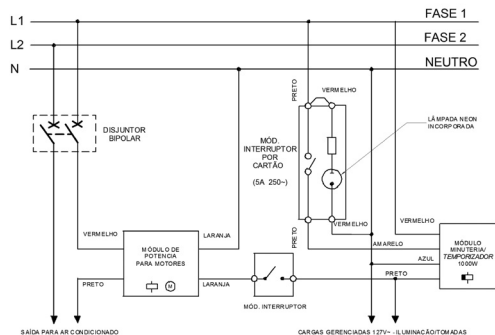 L1
FASE 1
L2
FASE 2
N
NEUTRO
PRETO
VERMELHO
LÂMPADA NEON
INCORPORADA
DISJUNTOR
BIPOLAR
MÓD.
INTERRUPTOR
POR
CARTÃO
(5A 250~)
VERMELHO
LARANJA
PRETO
VERMELHO
VERMELHO
MÓDULO DE
POTENCIA
PARA MOTORES
M
AMARELO
AZUL
MÓDULO
MINUTERIA/
TEMPORIZADOR
1000W
PRETO
LARANJA
PRETO
MÓD. INTERRUPTOR
SAÍDA PARA AR CONDICIONADO
CARGAS GERENCIADAS 127V~ - ILUMINACÃO/TOMADAS